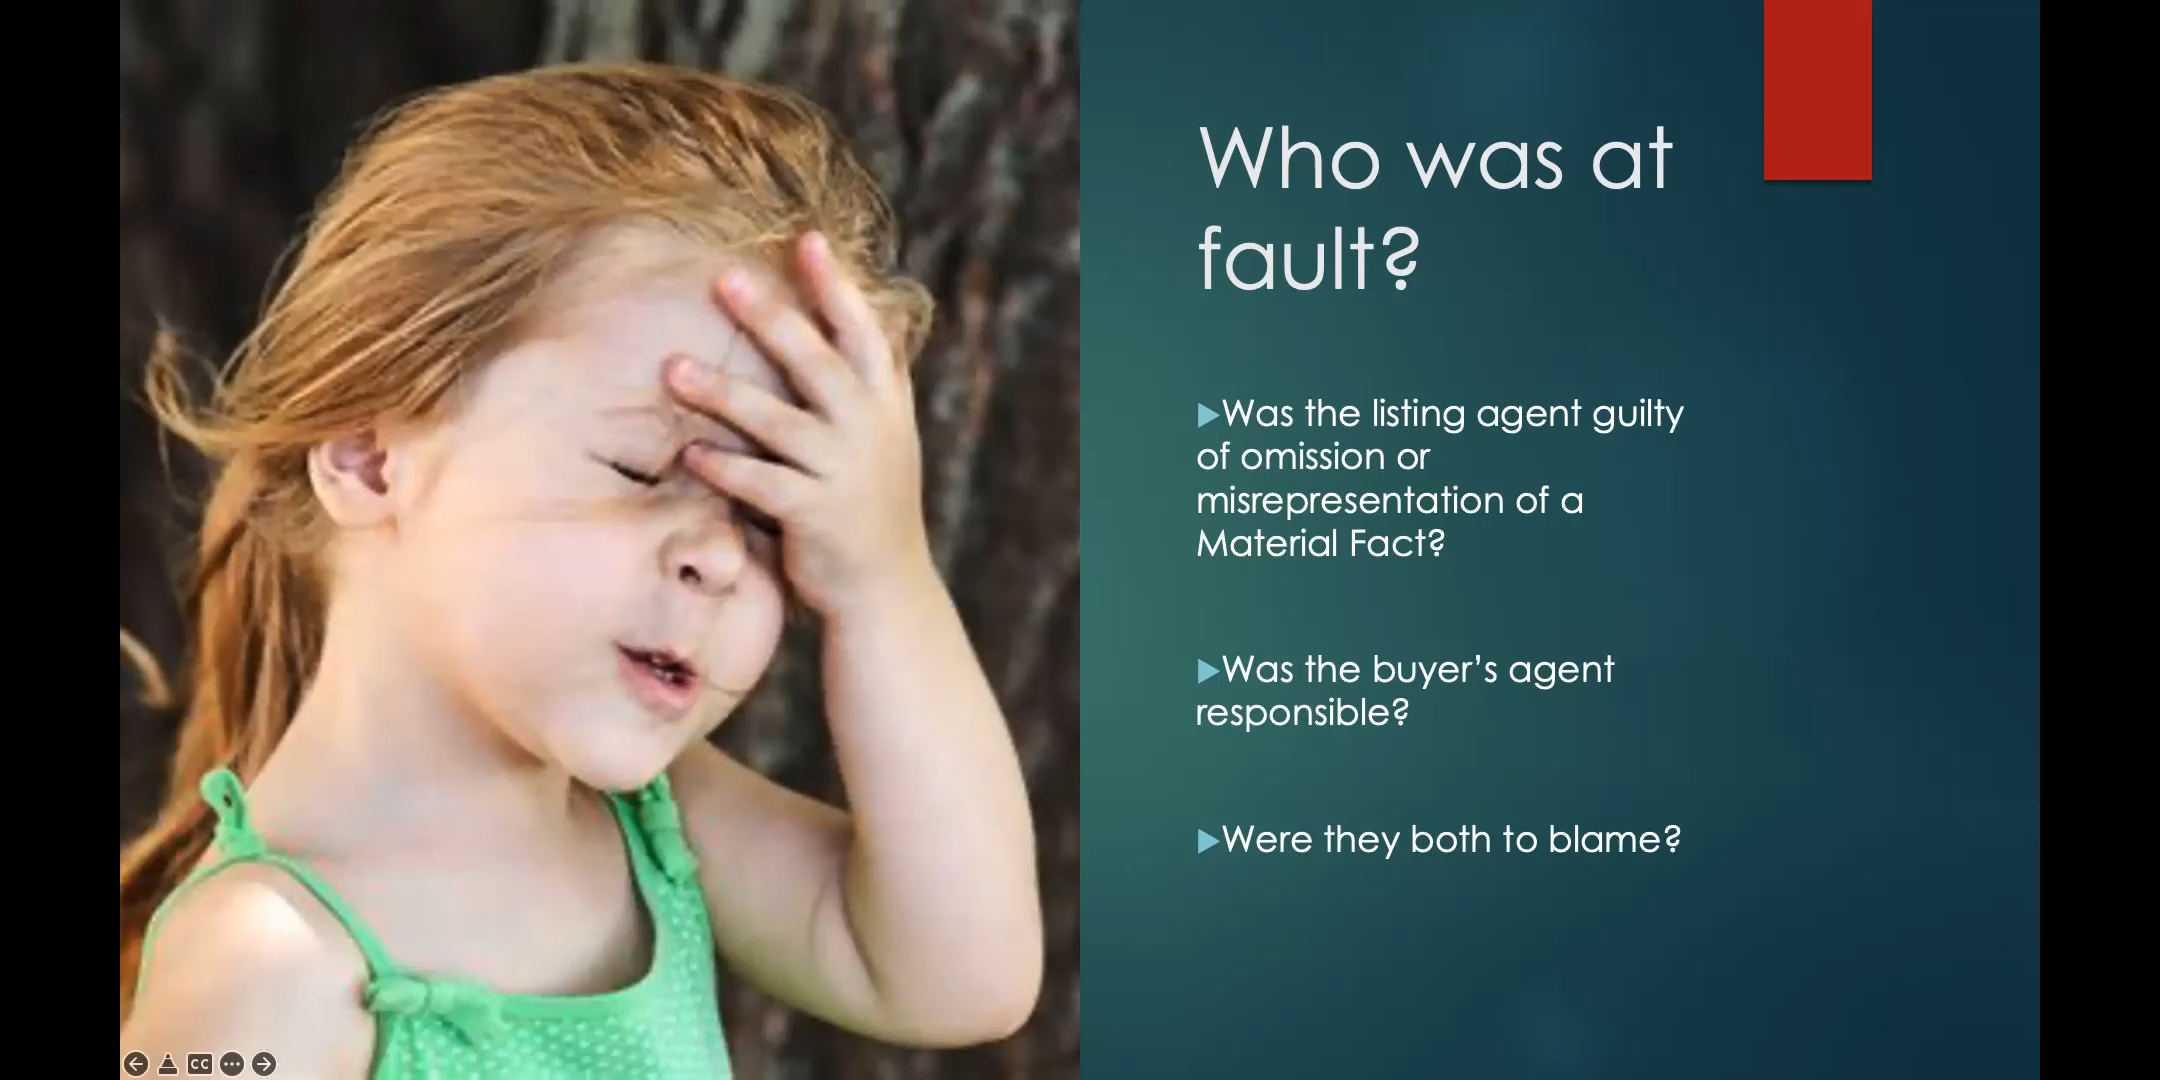 Who was at
fault?
Was the listing agent guilty
of omission or
misrepresentation of a
Material Fact?
Was the buyer’s agent
responsible?
Were they both to blame?
CC